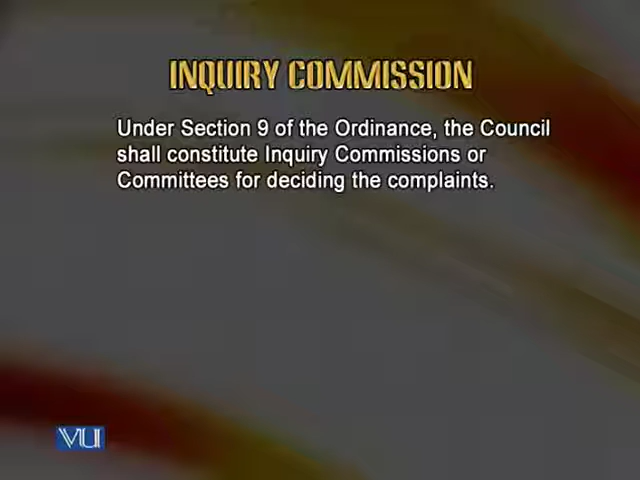 INQUIRY COMMISSION
Under Section 9 of the Ordinance, the Council
shall constitute Inquiry Commissions or
Committees for deciding the complaints.
VU